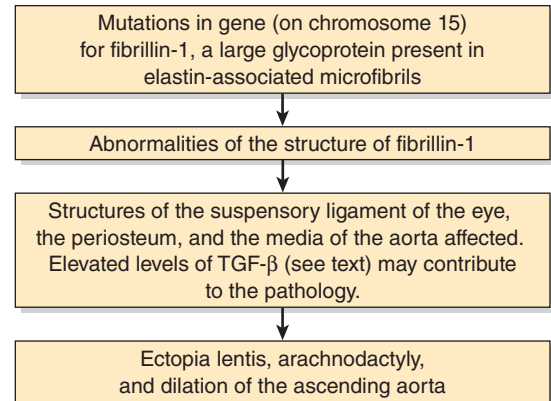 Mutations in gene (on chromosome 15)
for fibrillin-1, a large glycoprotein present in
elastin-associated microfibrils
Abnormalities of the structure of fibrillin-1
Structures of the suspensory ligament of the eye,
the periosteum, and the media of the aorta affected.
Elevated levels of TGF-β (see text) may contribute
to the pathology.
Ectopia lentis, arachnodactyly,
and dilation of the ascending aorta